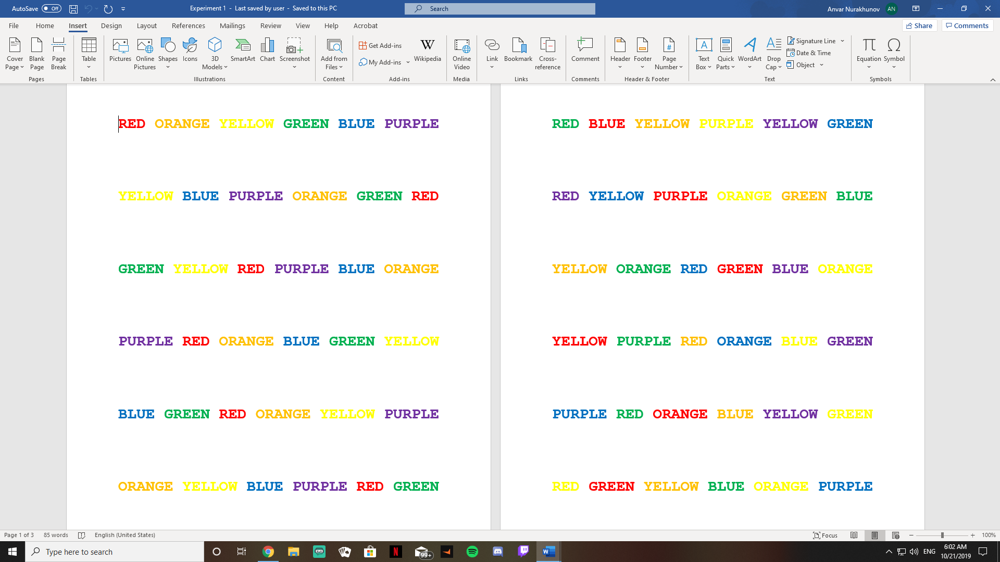 AutoSave Off Experiment 1 - Last saved by user - Saved to this PC Search Anvar Nurakhunov AN
File Home Insert Design Layout References Mailings Review View Help Acrobat Share Comments
Cover Page Blank Page Page Break Table Pictures Online Pictures Shapes Icons 3D Models SmartArt Chart Screenshot Add from Files Get Add-ins My Add-ins W Wikipedia Online Video Link Bookmark Cross-reference Comment Header Footer # Page Number A Text Box Quick Parts A WordArt A Drop Cap Signature Line Date & Time Object π Equation Ω Symbol
Pages Tables Illustrations Content Add-ins Media Links Comments Header & Footer Text Symbols
RED ORANGE YELLOW GREEN BLUE PURPLE
YELLOW BLUE PURPLE ORANGE GREEN RED
GREEN YELLOW RED PURPLE BLUE ORANGE
PURPLE RED ORANGE BLUE GREEN YELLOW
BLUE GREEN RED ORANGE YELLOW PURPLE
ORANGE YELLOW BLUE PURPLE RED GREEN
RED BLUE YELLOW PURPLE YELLOW GREEN
RED YELLOW PURPLE ORANGE GREEN BLUE
YELLOW ORANGE RED GREEN BLUE ORANGE
YELLOW PURPLE RED ORANGE BLUE GREEN
PURPLE RED ORANGE BLUE YELLOW GREEN
RED GREEN YELLOW BLUE ORANGE PURPLE
Page 1 of 3 85 words English (United States) Focus 100%
Type here to search N 99+ W ENG 6:02 AM
10/21/2019